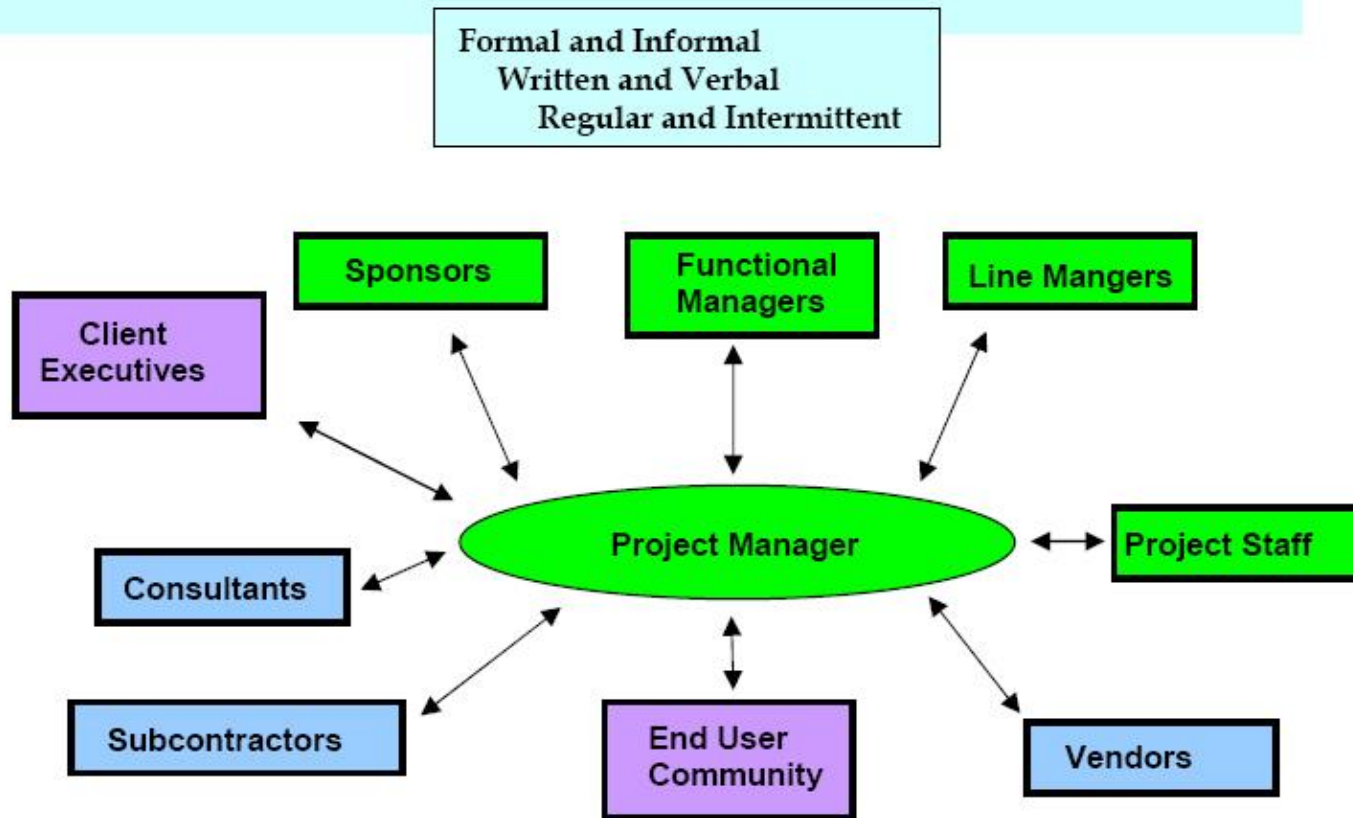 Formal and Informal
Written and Verbal
Regular and Intermittent
Sponsors
Functional
Managers
Line Mangers
Client
Executives
Project Manager
Project Staff
Consultants
Subcontractors
End User
Community
Vendors